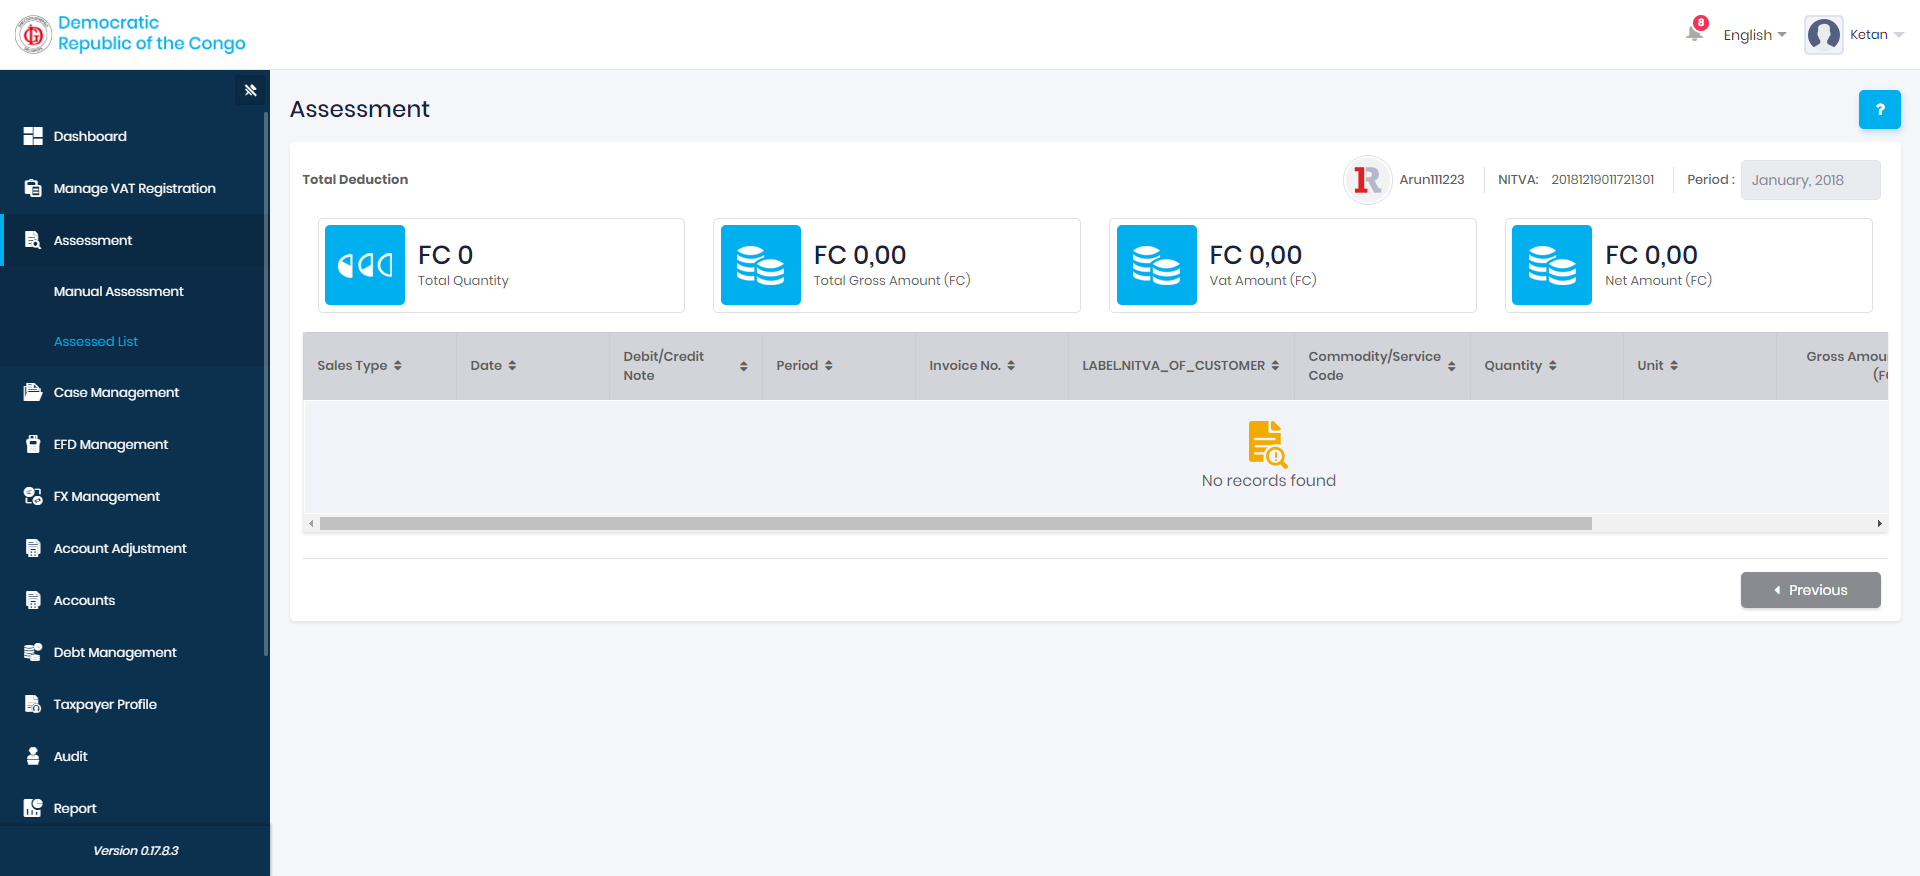 Democratic
Republic of the Congo
8
English
Ketan
Dashboard
Manage VAT Registration
Assessment
Manual Assessment
Assessed List
Case Management
EFD Management
FX Management
Account Adjustment
Accounts
Debt Management
Taxpayer Profile
Audit
Report
Version 0.17.8.3
Assessment
?
Total Deduction
1R
Arun111223
NITVA: 20181219011721301
Period : January, 2018
FC 0
Total Quantity
FC 0,00
Total Gross Amount (FC)
FC 0,00
Vat Amount (FC)
FC 0,00
Net Amount (FC)
Sales Type
Date
Debit/Credit
Note
Period
Invoice No.
LABEL.NITVA_OF_CUSTOMER
Commodity/Service
Code
Quantity
Unit
Gross Amou
No records found
Previous